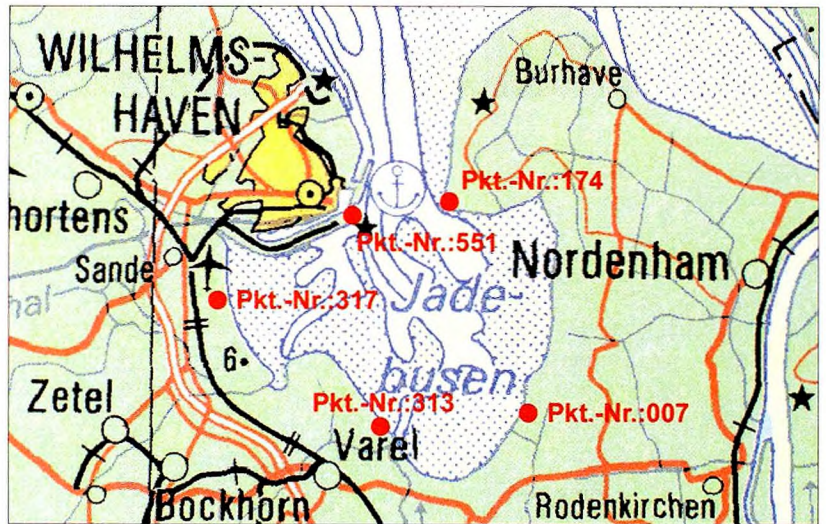 WILHELMS-
HAVEN
Burhave
L.
Pkt.-Nr.:174
hortens
Pkt.-Nr.:551
Sande
Nordenham
Pkt.-Nr.:317
Jade-
busen
nal
6
Zetel
Pkt.-Nr.:313
Pkt.-Nr.:007
Varel
Bockhorn
Rodenkirchen